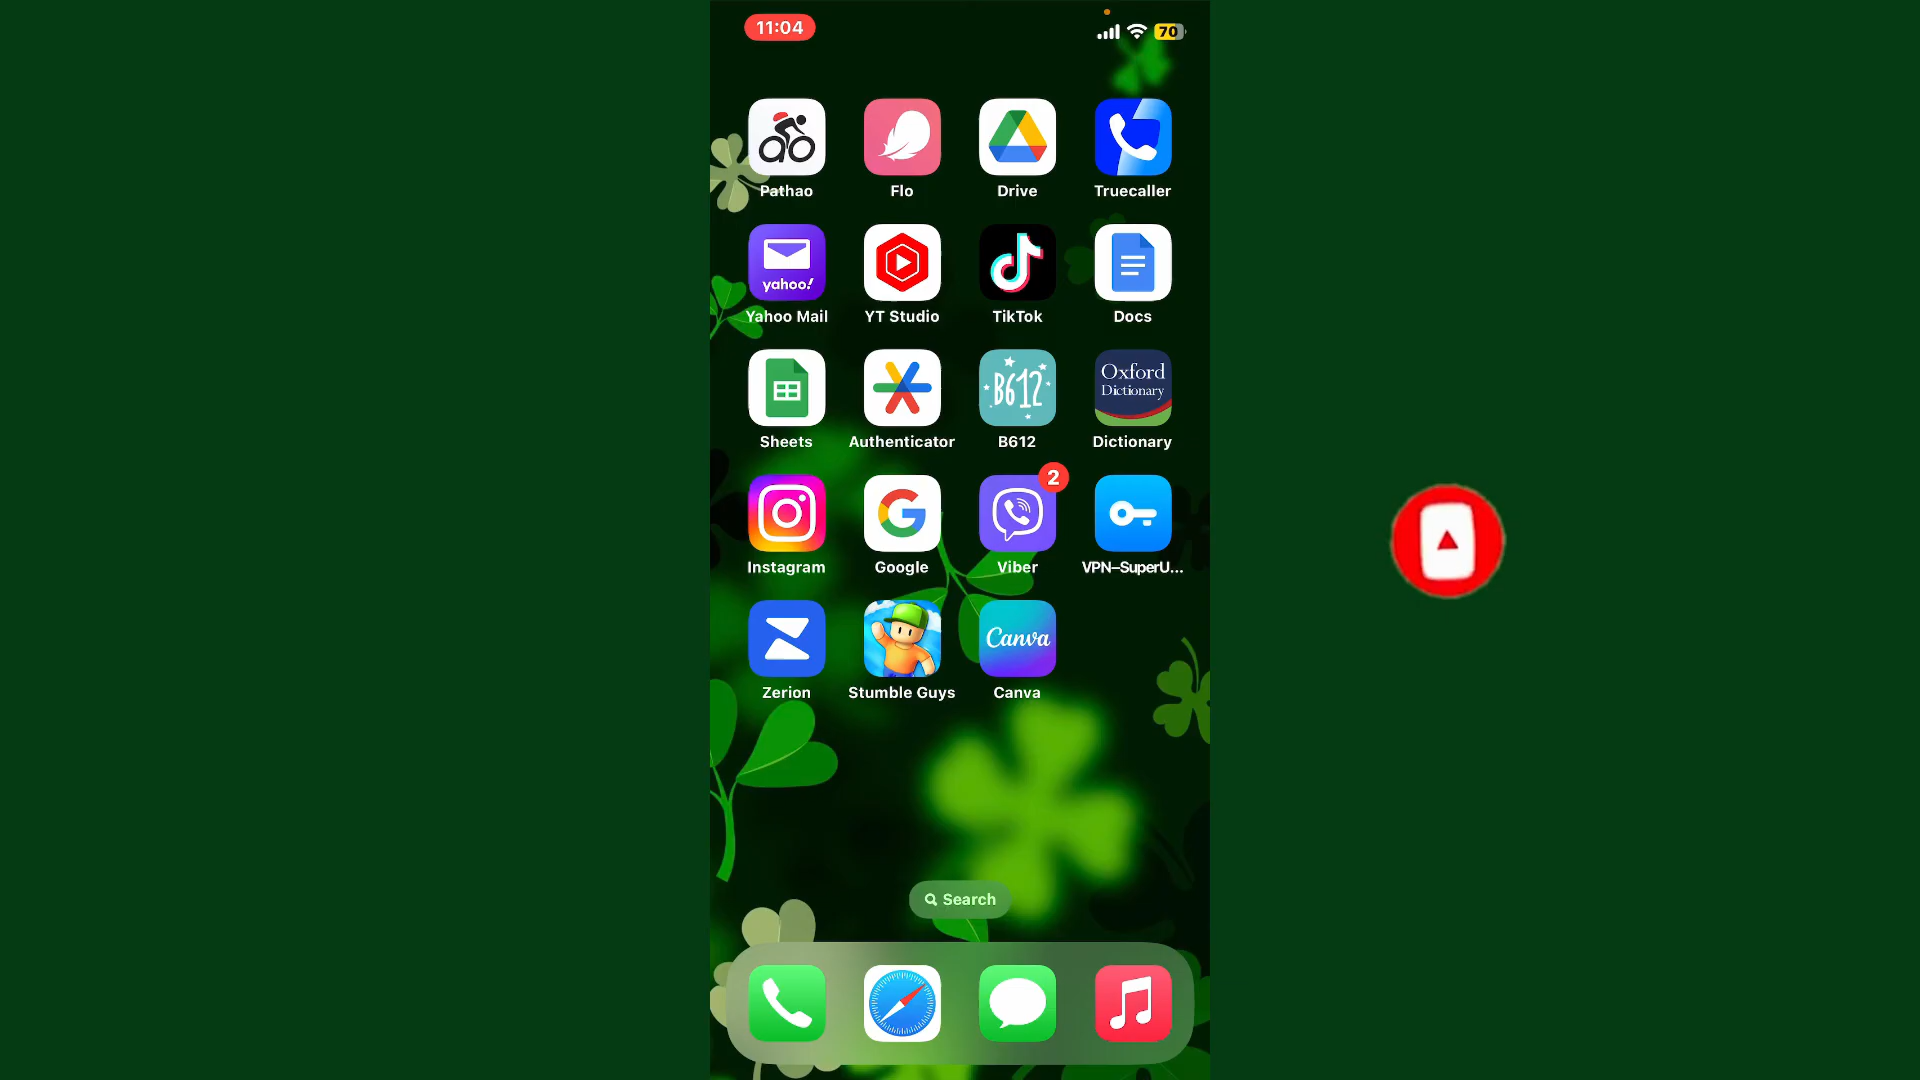 11:04
70
Pathao Flo Drive Truecaller
yahoo!
Yahoo Mail YT Studio TikTok Docs
B612
Oxford
Dictionary
Sheets Authenticator B612 Dictionary
2
Instagram Google Viber VPN–SuperU...
Canva
Zerion Stumble Guys Canva
Search